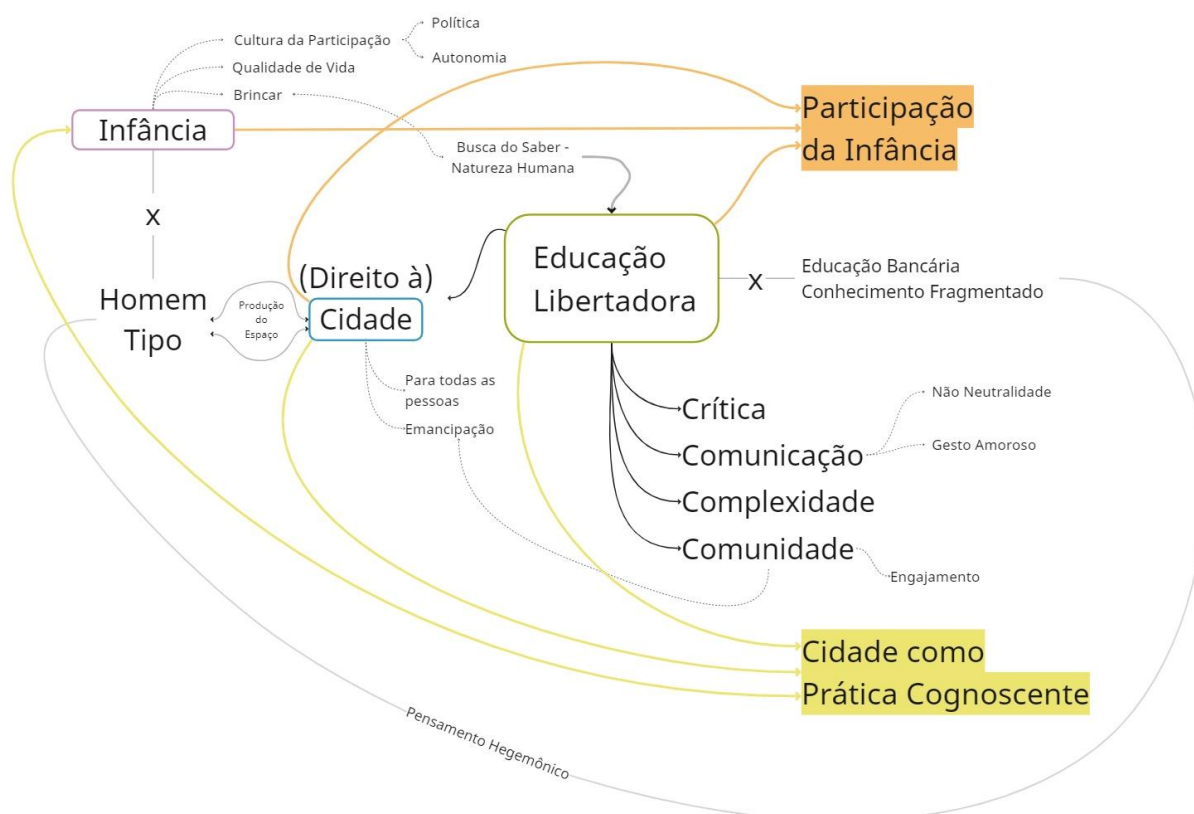 Política
Cultura da Participação
Autonomia
Qualidade de Vida
Brincar
Infância
Participação
da Infância
Busca do Saber -
Natureza Humana
x
Educação
Libertadora
x
Educação Bancária
Conhecimento Fragmentado
(Direito à)
Cidade
Homem
Tipo
Produção
do
Espaço
Para todas as
pessoas
Emancipação
Crítica
Comunicação
Complexidade
Comunidade
Não Neutralidade
Gesto Amoroso
Engajamento
Cidade como
Prática Cognoscente
Pensamento Hegemônico